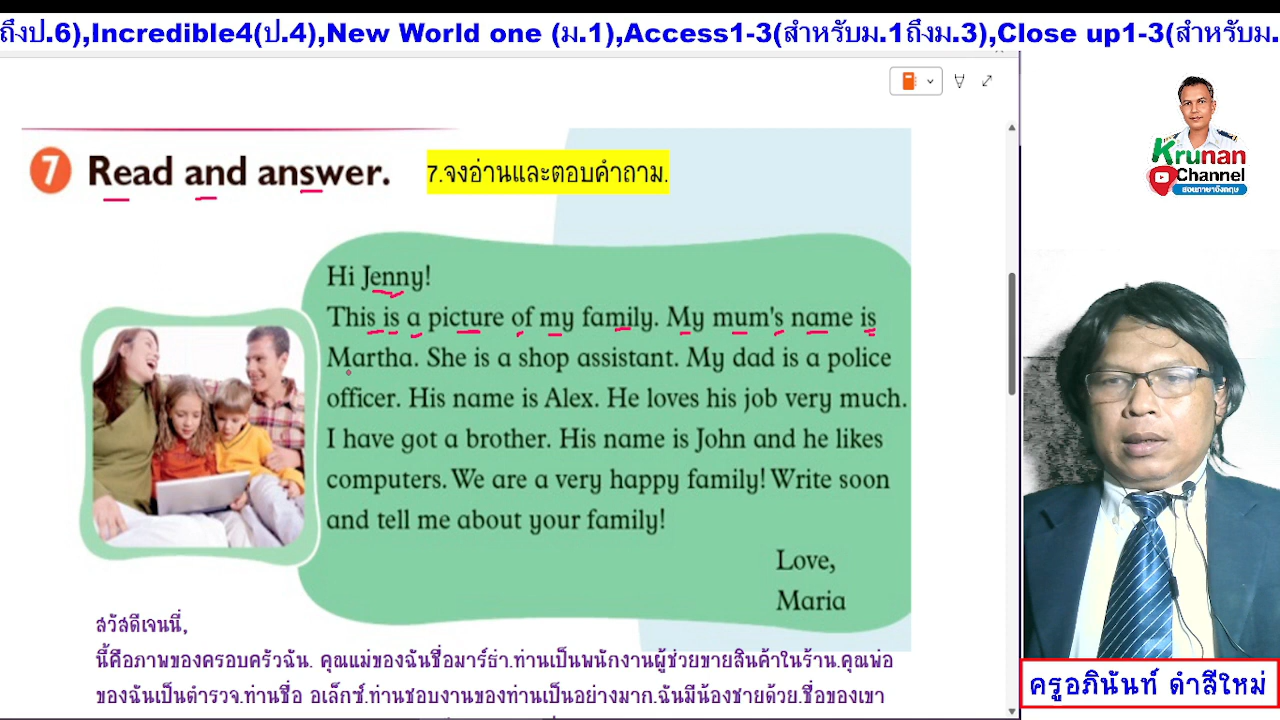 ถึงป.6),Incredible4(ป.4),New World one (ม.1),Access1-3(สำหรับม.1ถึงม.3),Close up1-3(สำหรับม.
7 Read and answer.
7.จงอ่านและตอบคำถาม.
Krunan
Channel
สอนภาษาอังกฤษ
Hi Jenny!
This is a picture of my family. My mum's name is
Martha. She is a shop assistant. My dad is a police
officer. His name is Alex. He loves his job very much.
I have got a brother. His name is John and he likes
computers. We are a very happy family! Write soon
and tell me about your family!
Love,
Maria
สวัสดีเจนนี่,
นี้คือภาพของครอบครัวฉัน. คุณแม่ของฉันชื่อมาร์ธา.ท่านเป็นพนักงานผู้ช่วยขายสินค้าในร้าน.คุณพ่อ
ของฉันเป็นตำรวจ.ท่านชื่อ อเล็กซ์.ท่านชอบงานของท่านเป็นอย่างมาก.ฉันมีน้องชายด้วย.ชื่อของเขา
ครูอภินันท์ ดำสีใหม่